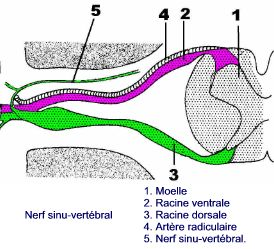 5
4
2
1
3
Nerf sinu-vertébral
1. Moelle
2. Racine ventrale
3. Racine dorsale
4. Artère radiculaire
5. Nerf sinu-vertébral.